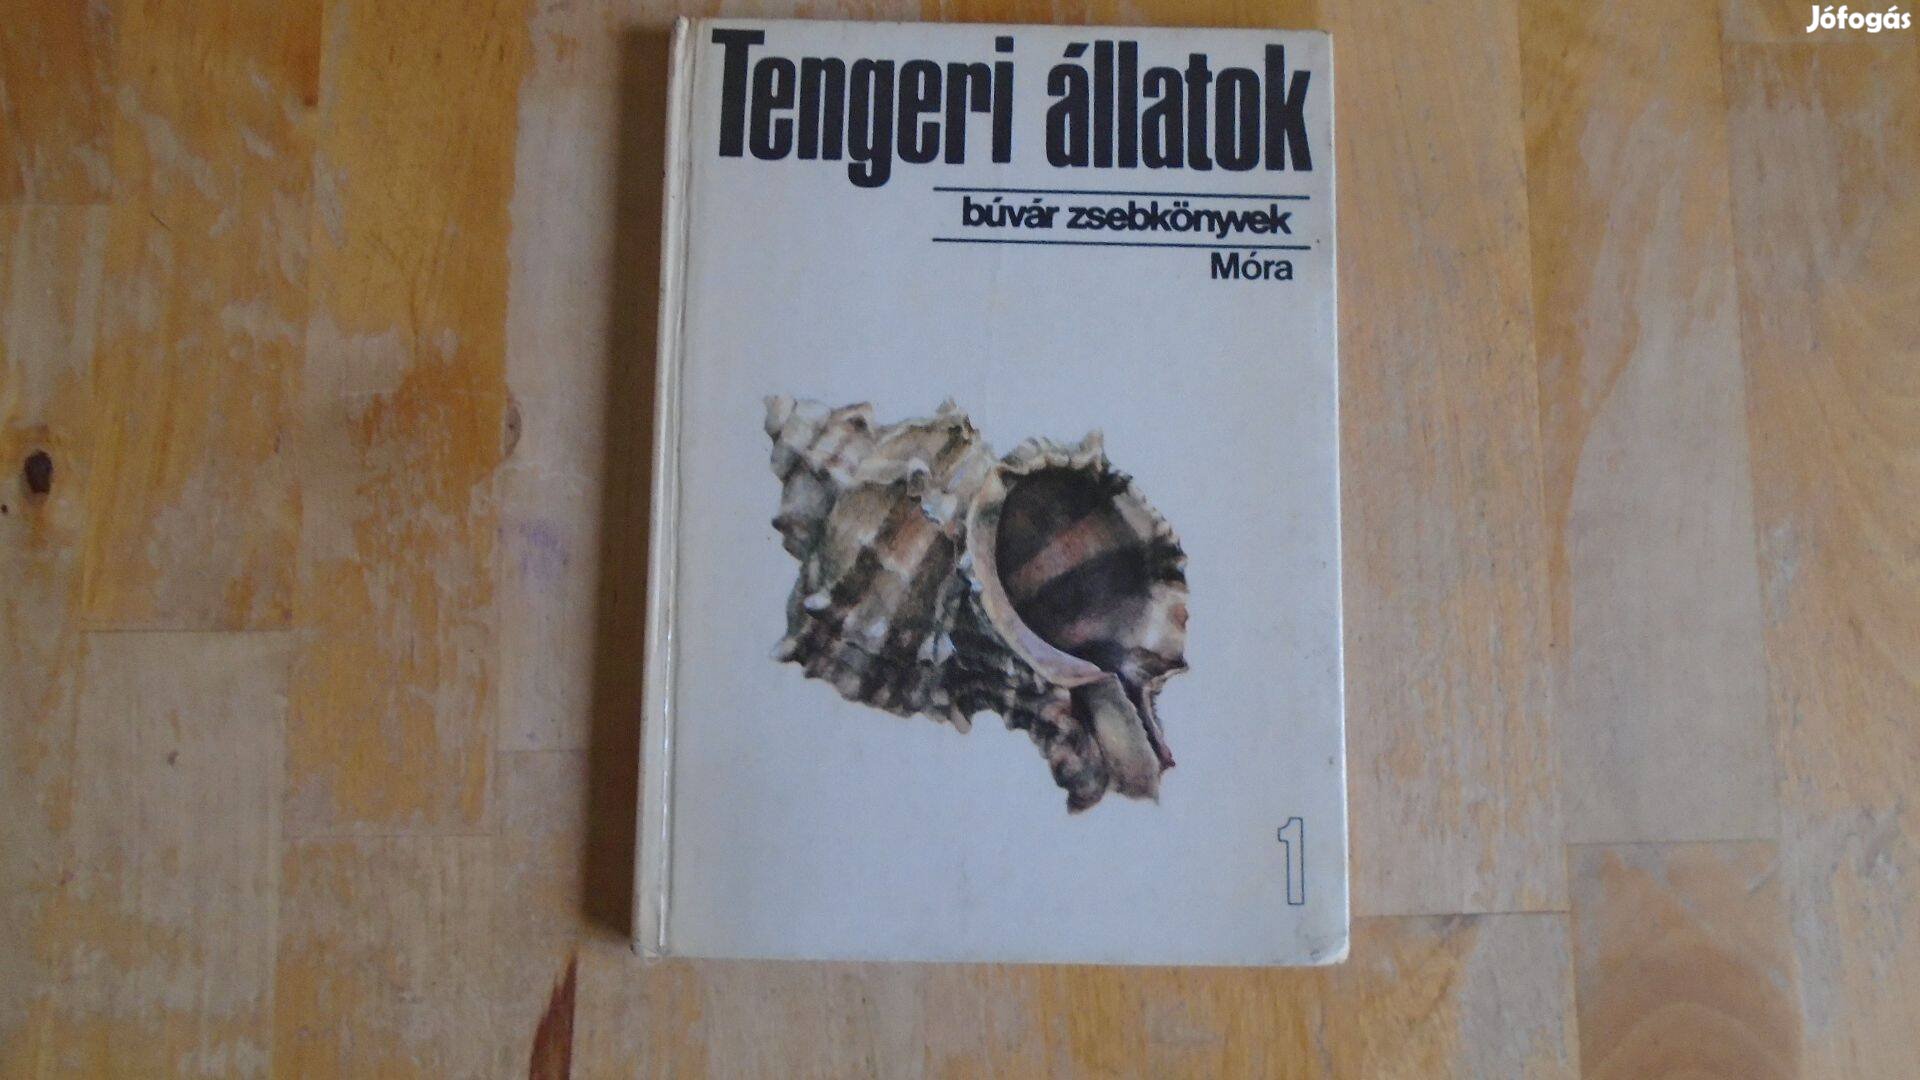 Jófogás
Tengeri állatok
búvár zsebkönyvek
Móra
1